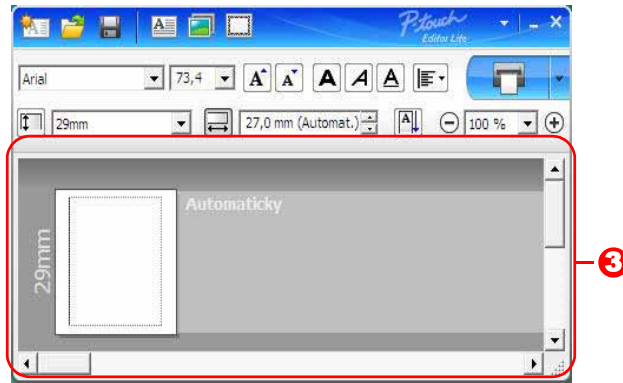 P-touch
Editor Lite
Arial 73,4 A A A A A
29mm 27,0 mm (Automat.) A 100 %
Automaticky
29mm
3